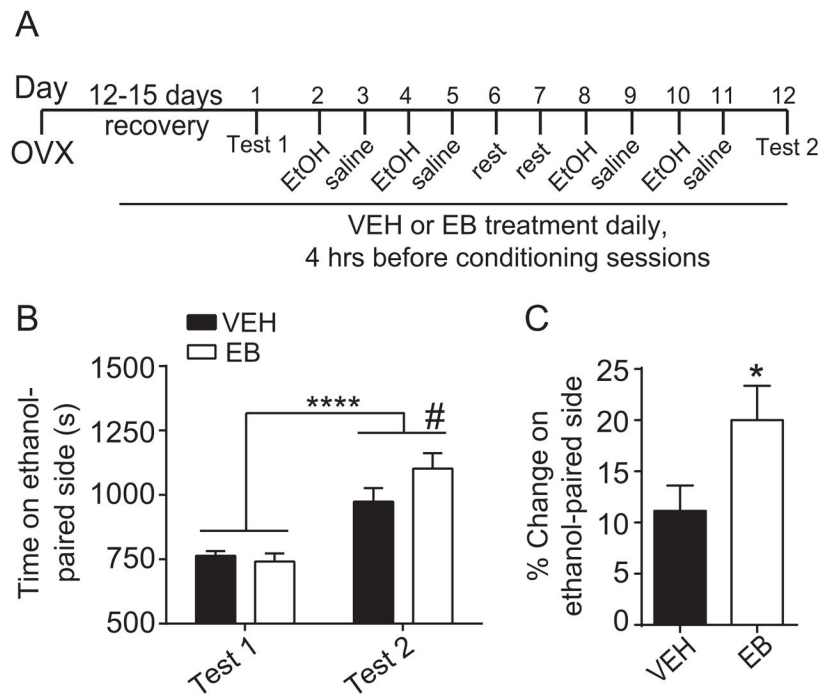 A
Day 12-15 days 1 2 3 4 5 6 7 8 9 10 11 12
OVX recovery Test 1 EtOH saline EtOH saline rest rest EtOH saline EtOH saline Test 2
VEH or EB treatment daily,
4 hrs before conditioning sessions
B
VEH
EB
Time on ethanol-
paired side (s)
1500
1250
1000
750
500
****
#
Test 1
Test 2
C
% Change on
ethanol-paired side
25
20
15
10
5
0
*
VEH
EB